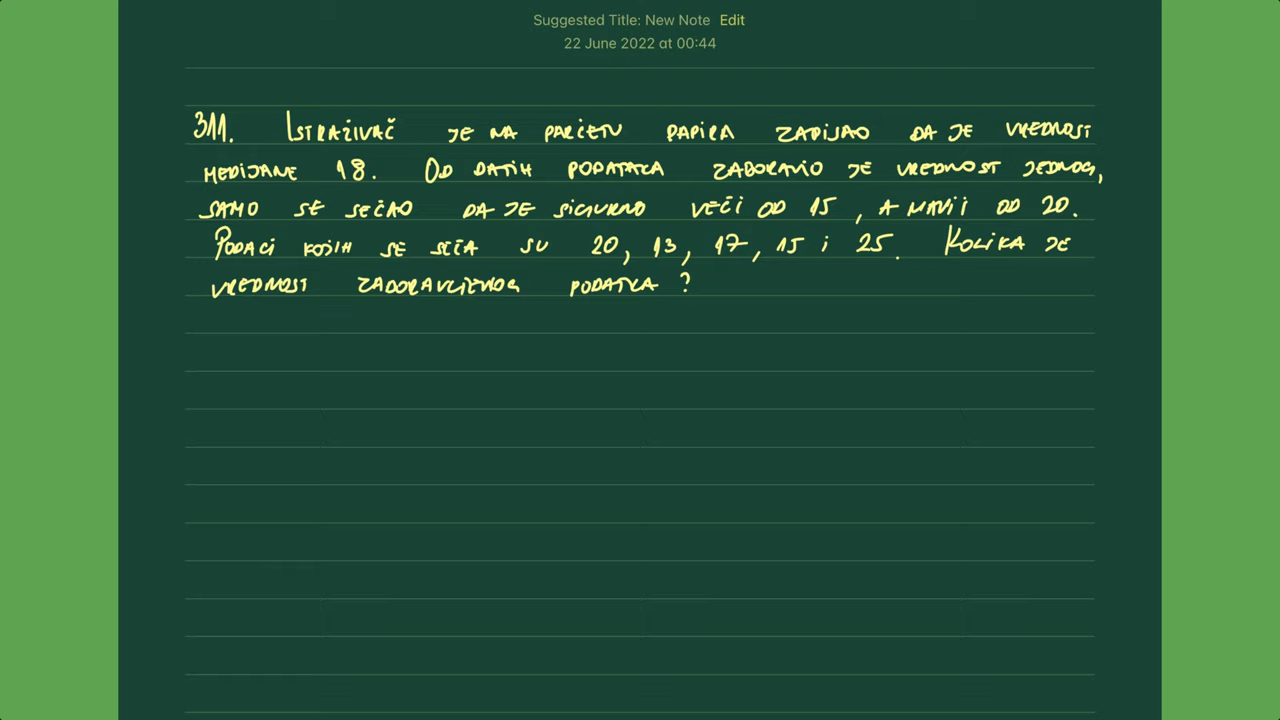 Suggested Title: New Note Edit
22 June 2022 at 00:44
311. ISTRAŽIVAČ JE NA PARČETU PAPIRA ZAPISAO DA JE VREDNOST
MEDIJANE 18. OD DATIH PODATAKA ZABORAVIO JE VREDNOST JEDNOG,
SAMO SE SEĆAO DA JE SIGURNO VEĆI OD 15, A MANJI OD 20.
PODACI KOJIH SE SEĆA SU 20, 13, 17, 15 I 25. KOLIKA JE
VREDNOST ZABORAVLJENOG PODATKA?